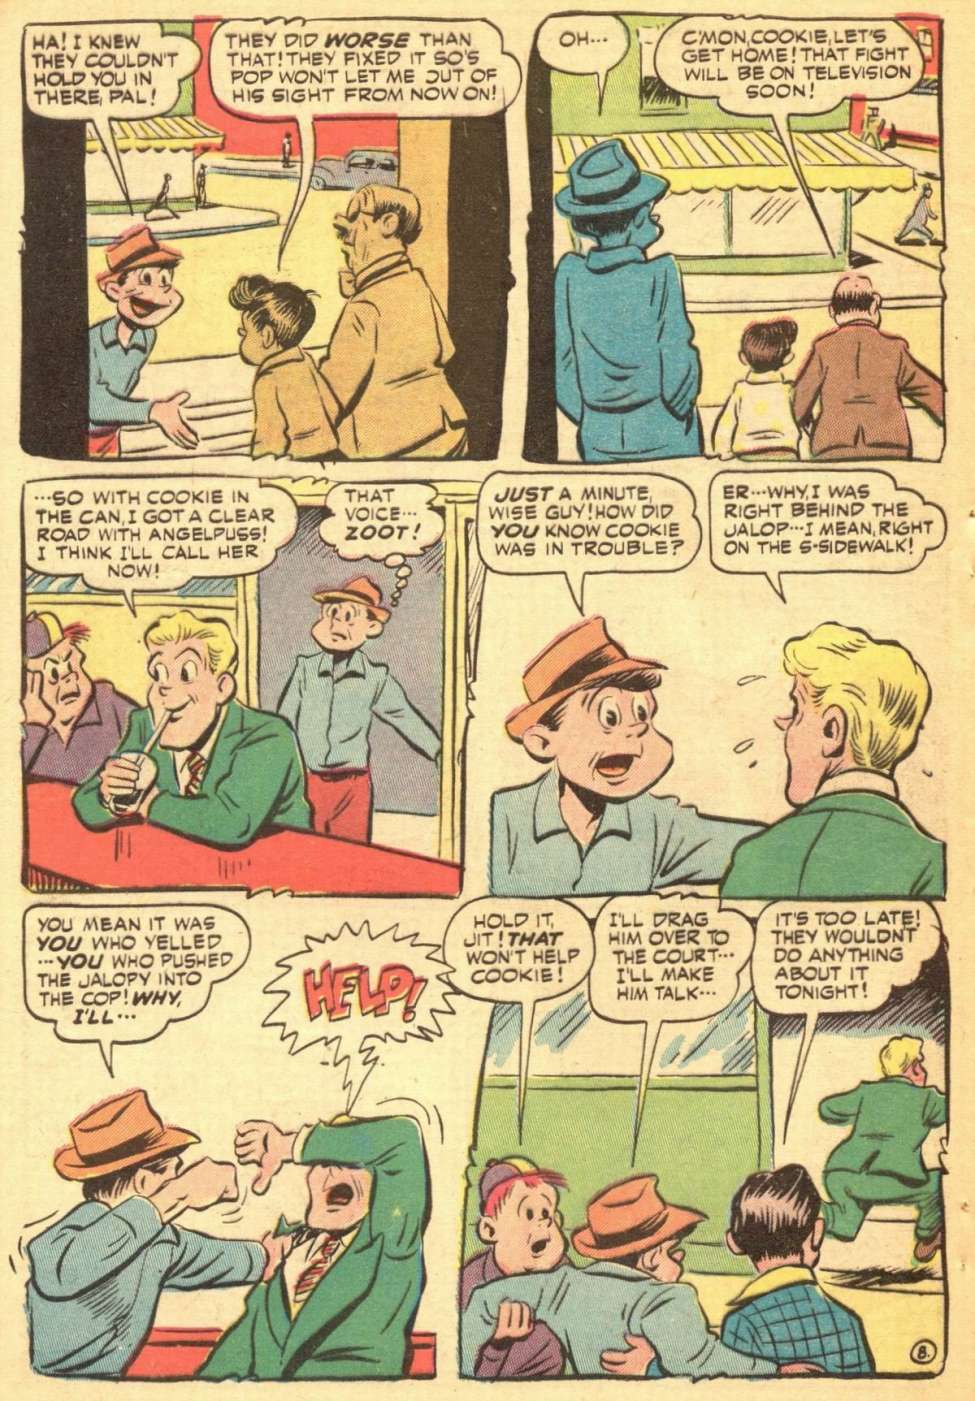 HA! I KNEW
THEY COULDN'T
HOLD YOU IN
THERE, PAL!
THEY DID WORSE THAN
THAT! THEY FIXED IT SO'S
POP WON'T LET ME OUT OF
HIS SIGHT FROM NOW ON!
OH...
C'MON, COOKIE, LET'S
GET HOME! THAT FIGHT
WILL BE ON TELEVISION
SOON!
...SO WITH COOKIE IN
THE CAN, I GOT A CLEAR
ROAD WITH ANGELPUSS!
I THINK I'LL CALL HER
NOW!
THAT
VOICE...
ZOOT!
JUST A MINUTE,
WISE GUY! HOW DID
YOU KNOW COOKIE
WAS IN TROUBLE?
ER...WHY, I WAS
RIGHT BEHIND THE
JALOP...I MEAN, RIGHT
ON THE S-SIDEWALK!
YOU MEAN IT WAS
YOU WHO YELLED
...YOU WHO PUSHED
THE JALOPY INTO
THE COP! WHY,
I'LL...
HELP!
HOLD IT,
JIT! THAT
WON'T HELP
COOKIE!
I'LL DRAG
HIM OVER TO
THE COURT...
I'LL MAKE
HIM TALK...
IT'S TOO LATE!
THEY WOULDN'T
DO ANYTHING
ABOUT IT
TONIGHT!
8.